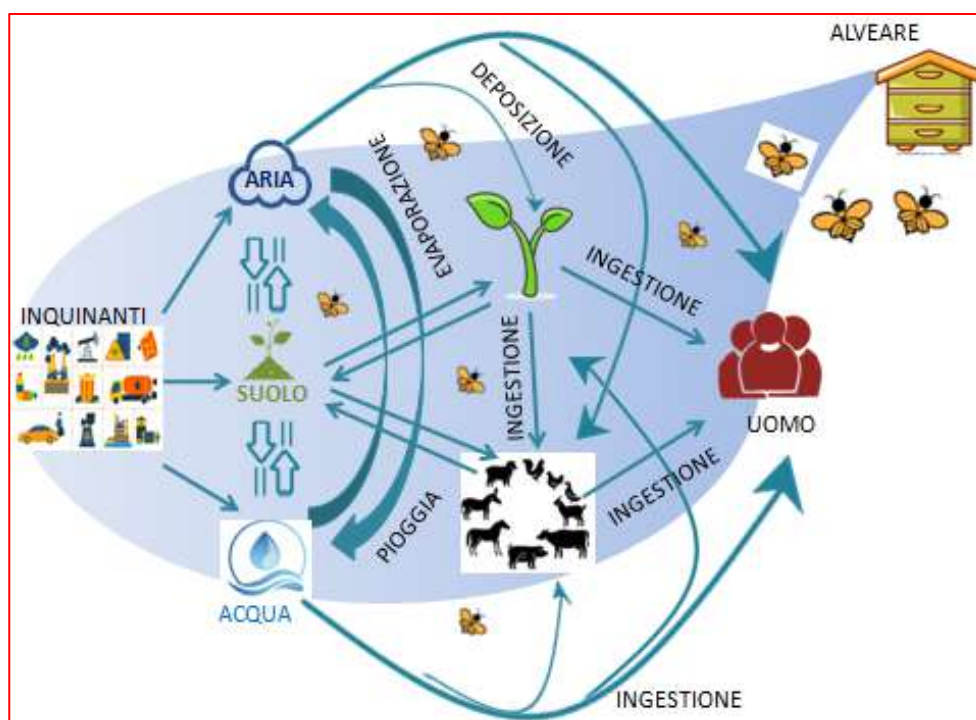 ALVEARE
DEPOSIZIONE
ARIA
EVAPORAZIONE
INGESTIONE
INQUINANTI
INGESTIONE
SUOLO
UOMO
INGESTIONE
PIOGGIA
ACQUA
INGESTIONE